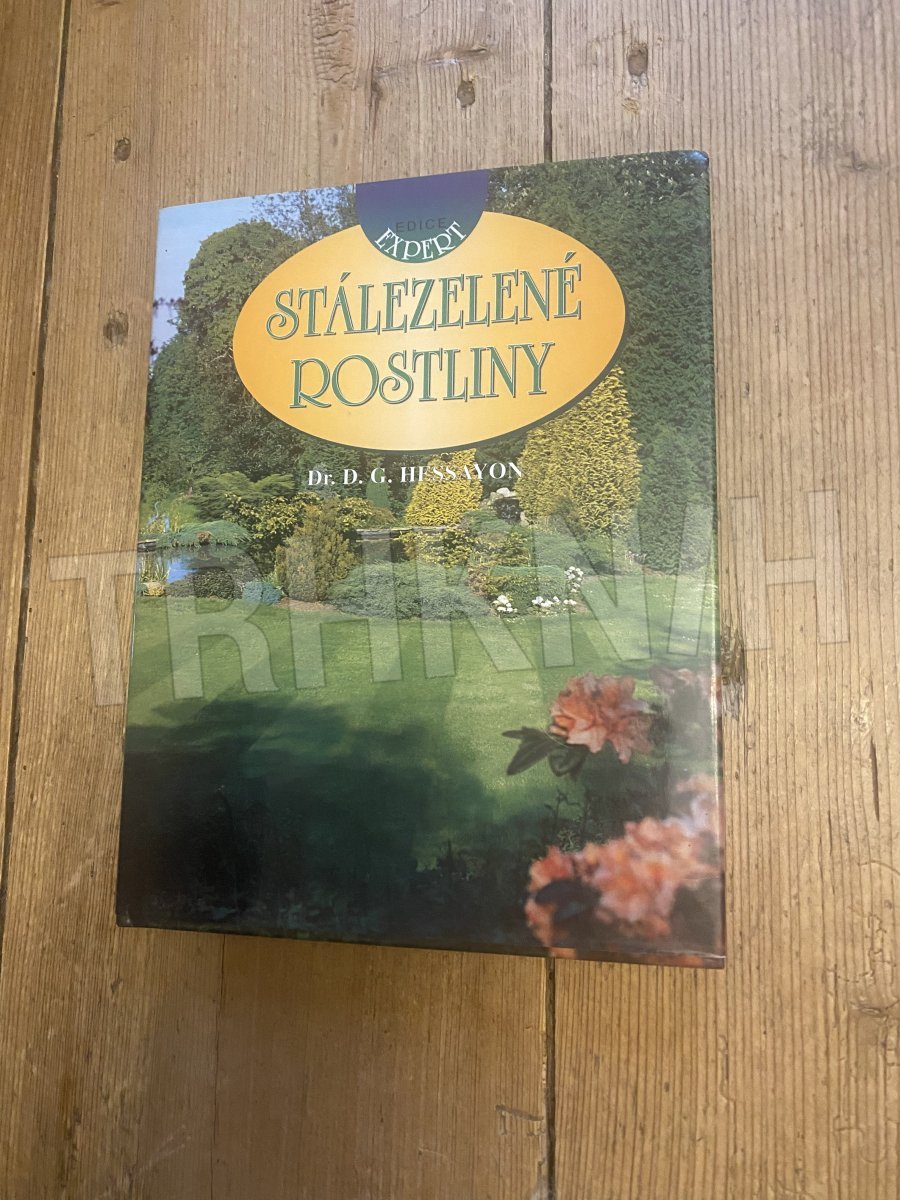 EDICE
EXPERT
STÁLEZELENÉ
ROSTLINY
Dr. D. G. HESSAYON
TRHKNIH